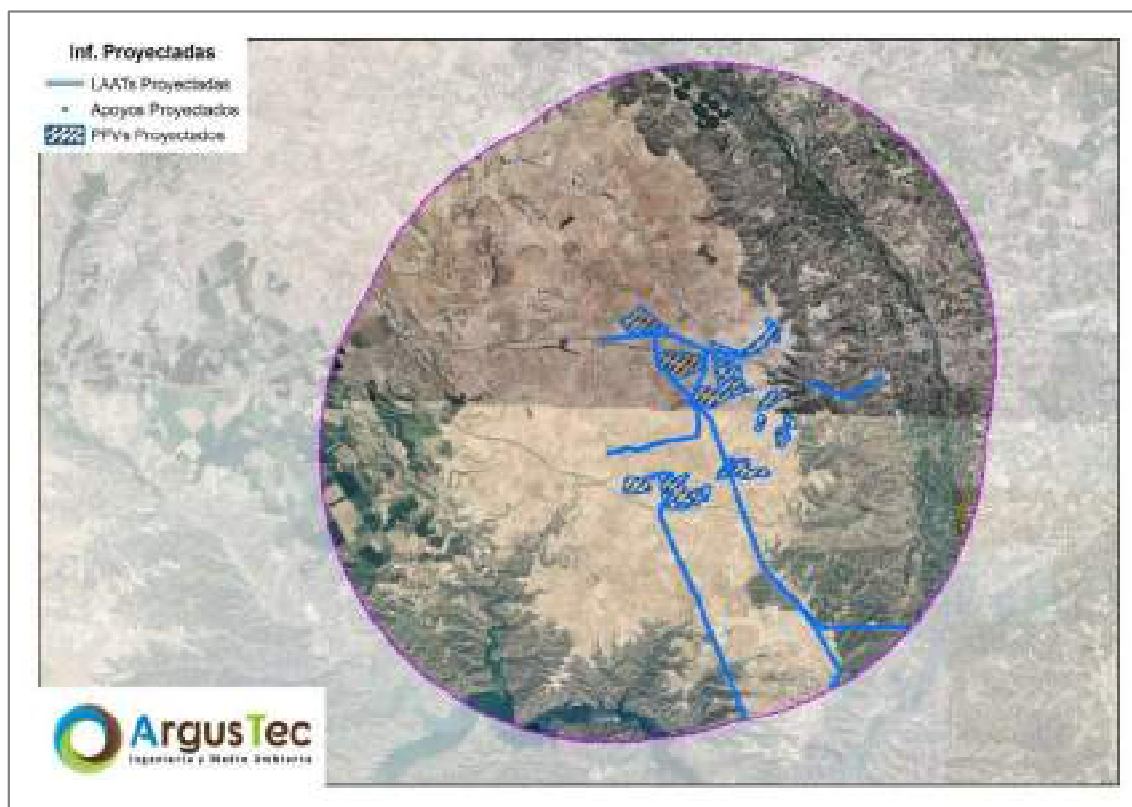 Inf. Proyectadas
LAATs Proyectadas
Apoyos Proyectados
PFVs Proyectados
ArgusTec
Ingeniería y Medio Ambiente